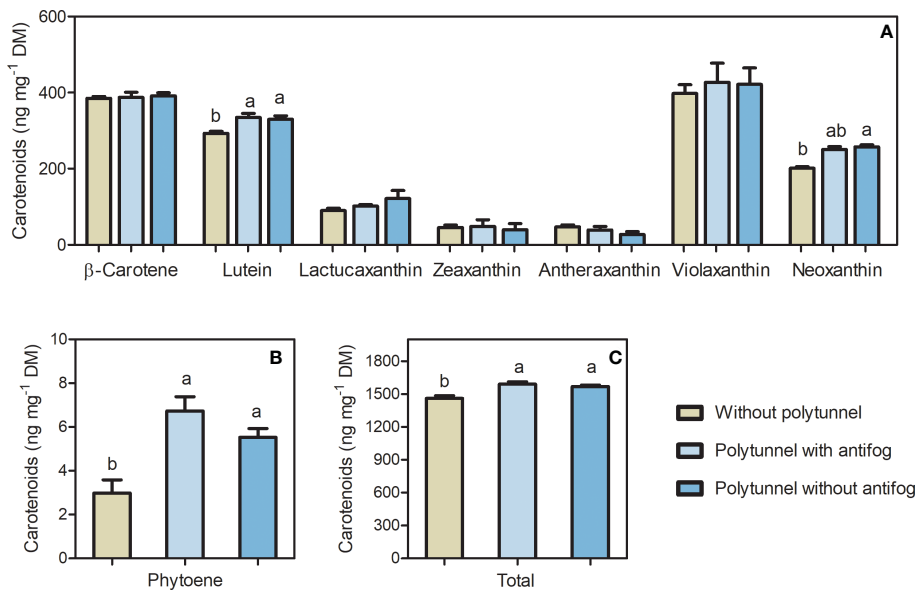 A
Carotenoids (ng mg⁻¹ DM)
600
400
200
0
b a a
b ab a
β-Carotene Lutein Lactucaxanthin Zeaxanthin Antheraxanthin Violaxanthin Neoxanthin
B
Carotenoids (ng mg⁻¹ DM)
10
8
6
4
2
0
b a a
Phytoene
C
Carotenoids (ng mg⁻¹ DM)
1800
1500
1200
900
600
300
0
b a a
Total
Without polytunnel
Polytunnel with antifog
Polytunnel without antifog